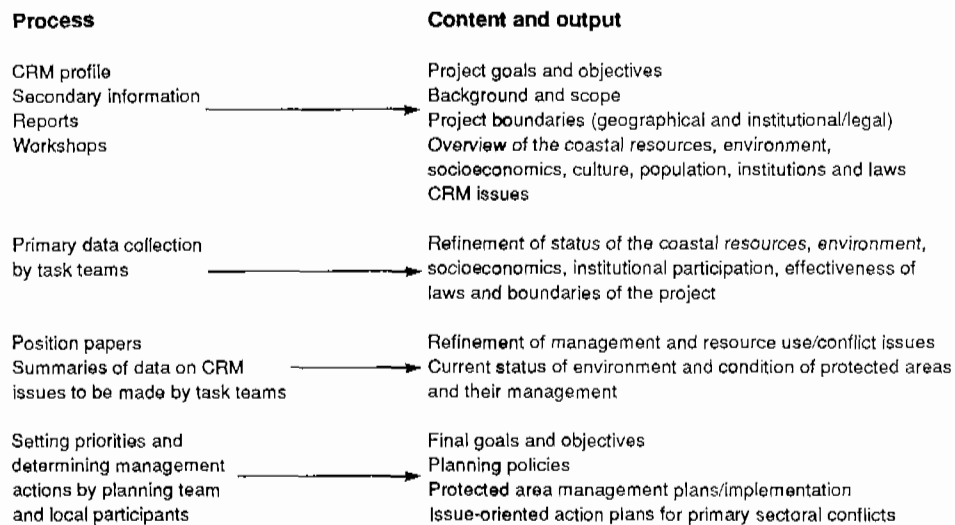 Process
Content and output
CRM profile
Secondary information
Reports
Workshops
Project goals and objectives
Background and scope
Project boundaries (geographical and institutional/legal)
Overview of the coastal resources, environment,
socioeconomics, culture, population, institutions and laws
CRM issues
Primary data collection
by task teams
Refinement of status of the coastal resources, environment,
socioeconomics, institutional participation, effectiveness of
laws and boundaries of the project
Position papers
Summaries of data on CRM
issues to be made by task teams
Refinement of management and resource use/conflict issues
Current status of environment and condition of protected areas
and their management
Setting priorities and
determining management
actions by planning team
and local participants
Final goals and objectives
Planning policies
Protected area management plans/implementation
Issue-oriented action plans for primary sectoral conflicts